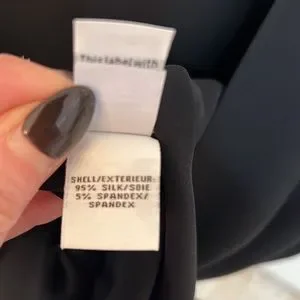 This label with
SHELL/EXTERIEUR:
95% SILK/SOIE
5% SPANDEX/
SPANDEX